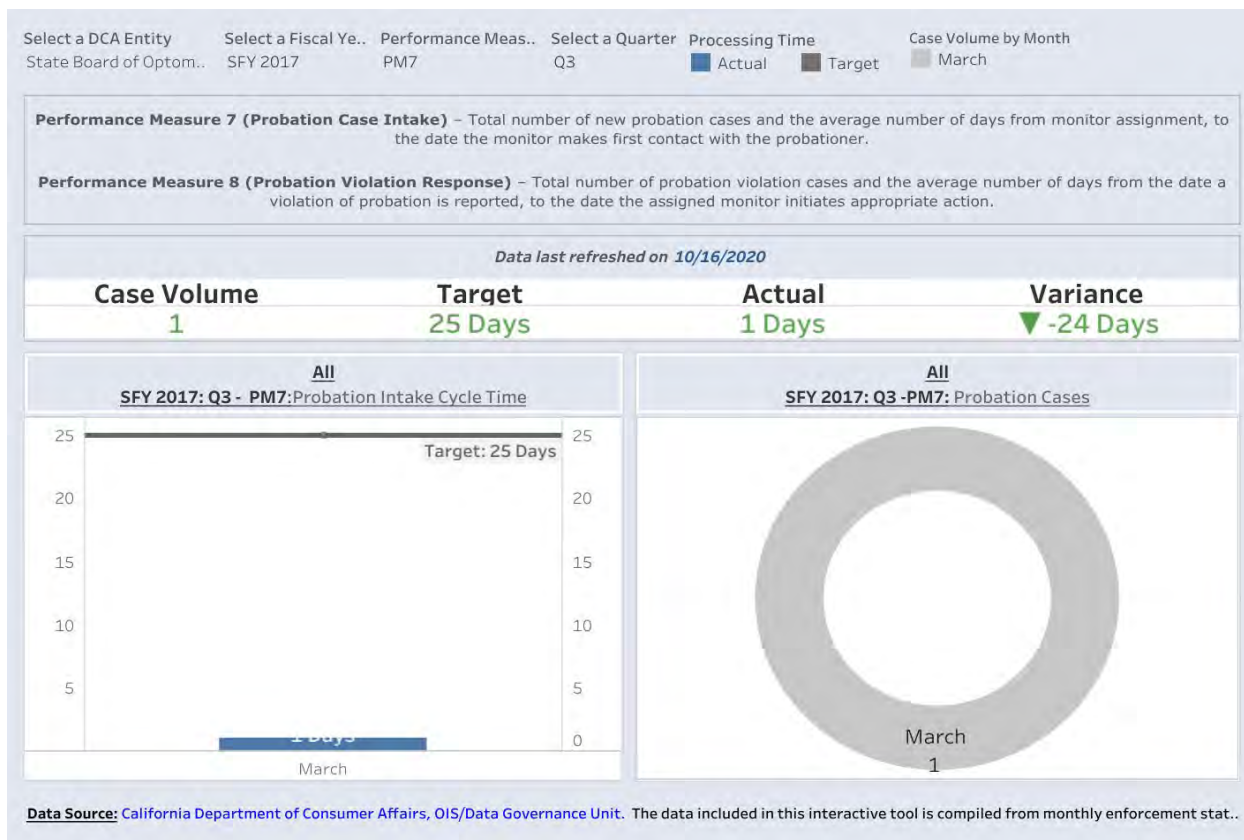 Select a DCA Entity Select a Fiscal Ye.. Performance Meas.. Select a Quarter Processing Time Case Volume by Month
State Board of Optom.. SFY 2017 PM7 Q3 Actual Target March
Performance Measure 7 (Probation Case Intake) – Total number of new probation cases and the average number of days from monitor assignment, to
the date the monitor makes first contact with the probationer.
Performance Measure 8 (Probation Violation Response) – Total number of probation violation cases and the average number of days from the date a
violation of probation is reported, to the date the assigned monitor initiates appropriate action.
Data last refreshed on 10/16/2020
Case Volume Target Actual Variance
1 25 Days 1 Days ▼ -24 Days
All
SFY 2017: Q3 - PM7:Probation Intake Cycle Time
25 25
Target: 25 Days
20 20
15 15
10 10
5 5
1 Days
0
March
All
SFY 2017: Q3 -PM7: Probation Cases
March
1
Data Source: California Department of Consumer Affairs, OIS/Data Governance Unit. The data included in this interactive tool is compiled from monthly enforcement stat..